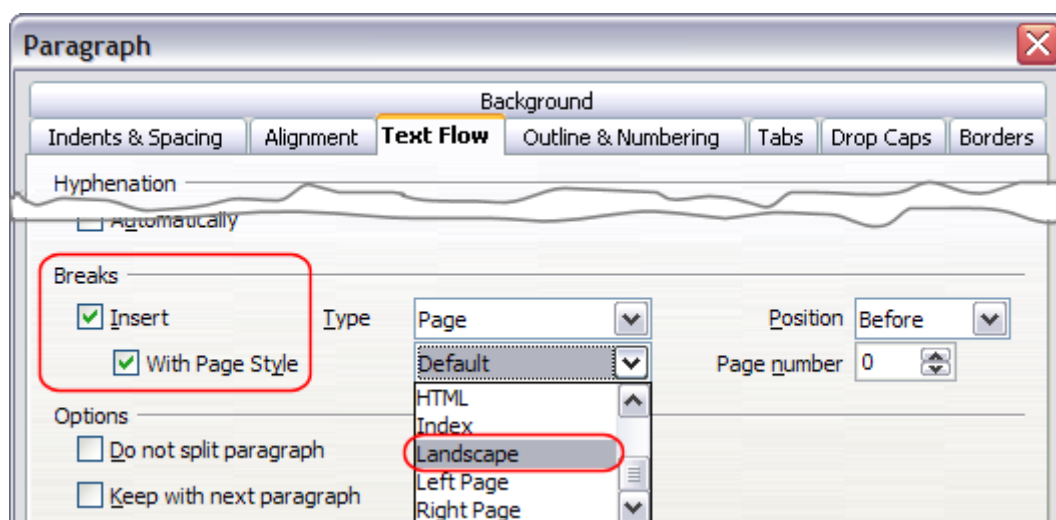 Paragraph
Background
Indents & Spacing Alignment Text Flow Outline & Numbering Tabs Drop Caps Borders
Hyphenation
Automatically
Breaks
Insert Type Page Position Before
With Page Style Default Page number 0
HTML
Index
Options
Landscape
Do not split paragraph
Left Page
Keep with next paragraph
Right Page